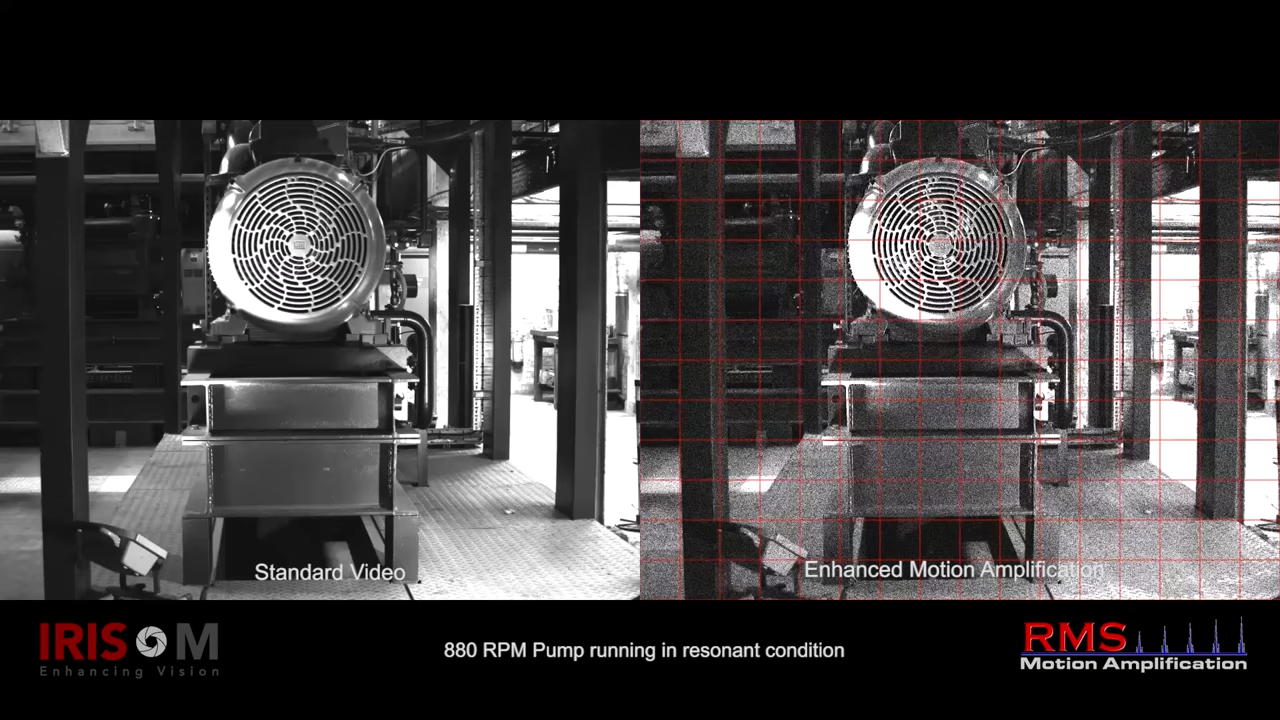 Standard Video
Enhanced Motion Amplification
IRIS M
Enhancing Vision
880 RPM Pump running in resonant condition
RMS
Motion Amplification